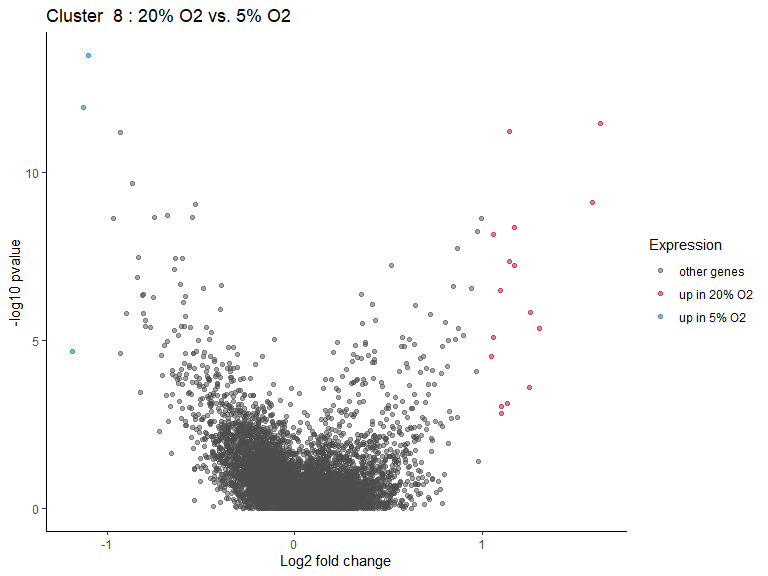 Cluster  8 : 20% O2 vs. 5% O2
10
5
0
-log10 pvalue
-1
0
1
Log2 fold change
Expression
other genes
up in 20% O2
up in 5% O2